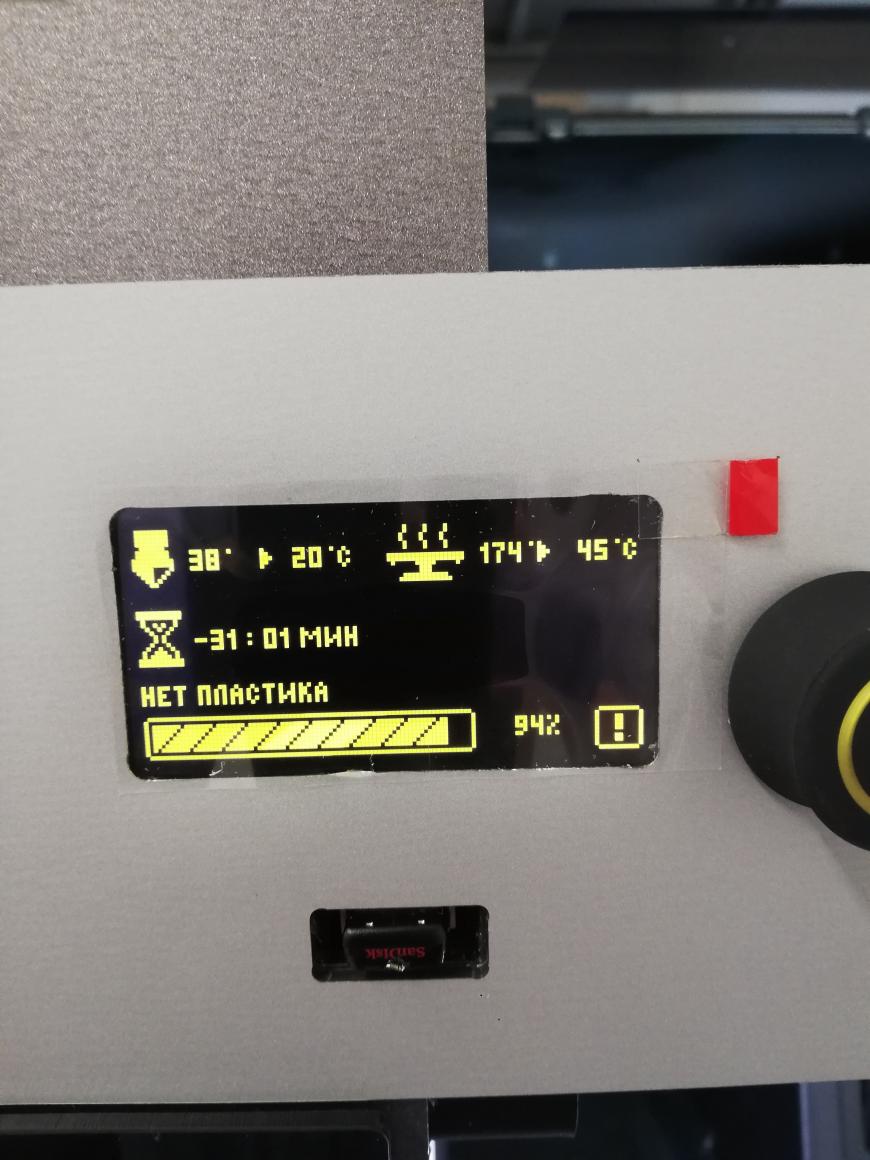 38° 20°C 174° 45°C
-31:01 МИН
НЕТ ПЛАСТИКА
94%
!
SanDisk